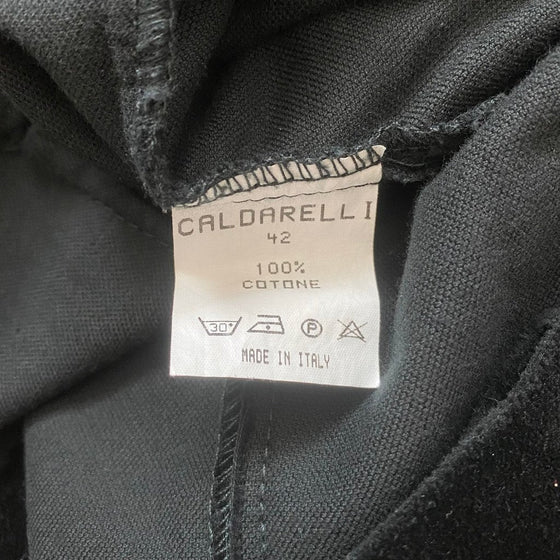 CALDARELLI
42
100%
COTONE
30° P
MADE IN ITALY